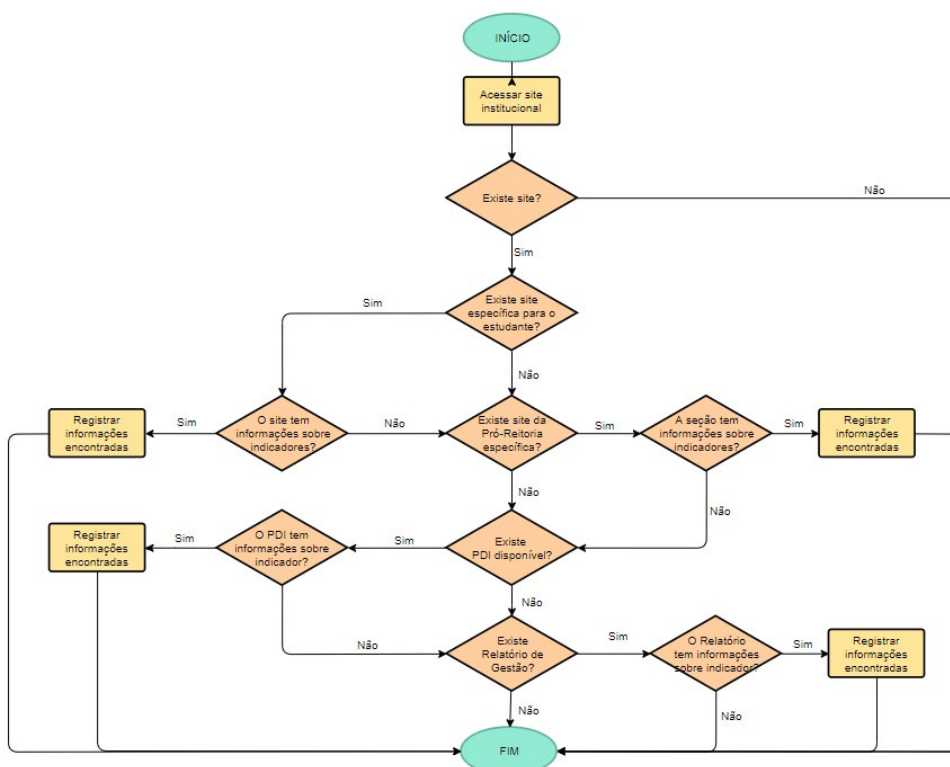 INÍCIO
Acessar site
institucional
Existe site?
Não
Sim
Existe site
específica para o
estudante?
Sim
Não
Registrar
informações
encontradas
Sim
O site tem
informações sobre
indicadores?
Não
Existe site da
Pró-Reitoria
específica?
Sim
A seção tem
informações sobre
indicadores?
Sim
Registrar
informações
encontradas
Não
Não
Registrar
informações
encontradas
Sim
O PDI tem
informações sobre
indicador?
Sim
Existe
PDI disponível?
Não
Não
Existe
Relatório de
Gestão?
Sim
O Relatório
tem informações
sobre indicador?
Sim
Registrar
informações
encontradas
Não
Não
FIM